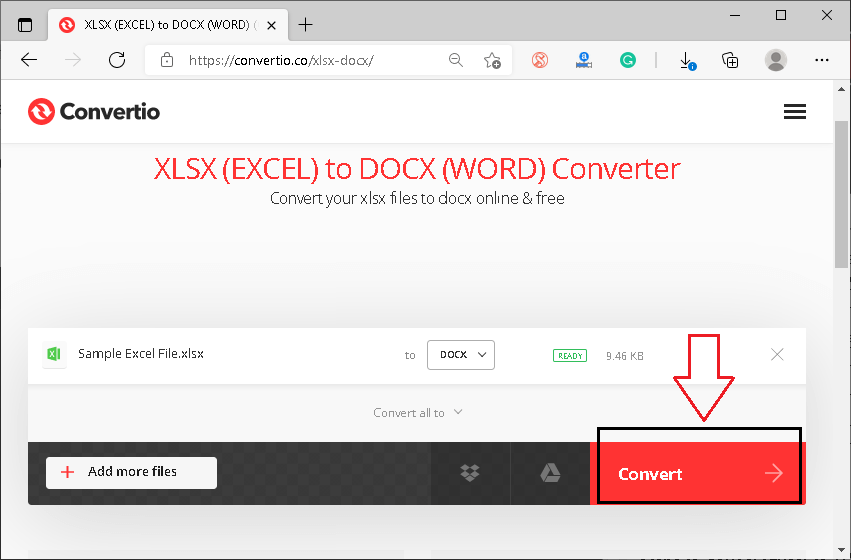 XLSX (EXCEL) to DOCX (WORD) (
https://convertio.co/xlsx-docx/
Convertio
XLSX (EXCEL) to DOCX (WORD) Converter
Convert your xlsx files to docx online & free
Sample Excel File.xlsx to DOCX READY 9.46 KB
Convert all to
Add more files
Convert